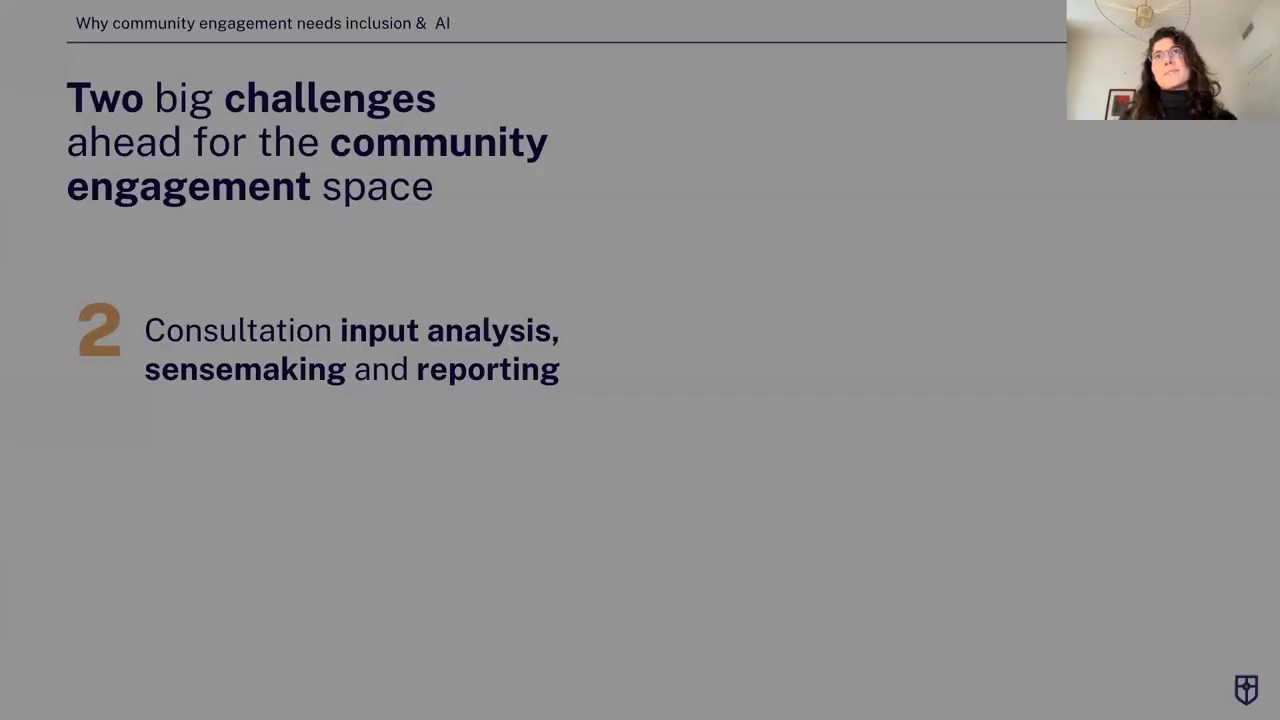 Why community engagement needs inclusion & AI
Two big challenges
ahead for the community
engagement space
2
Consultation input analysis,
sensemaking and reporting